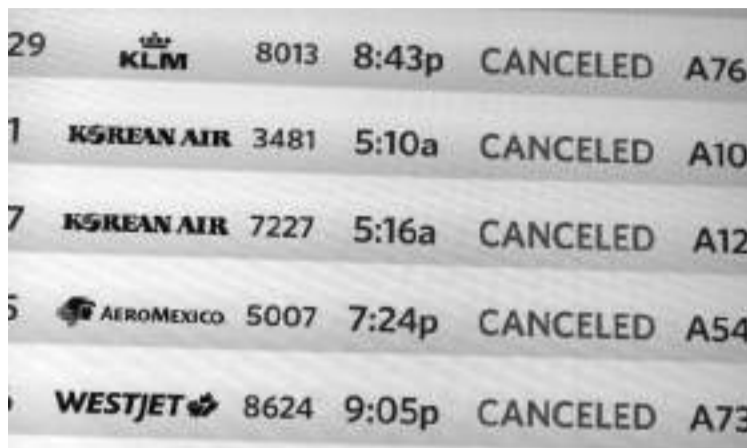 29 KLM 8013 8:43p CANCELED A76
1 KOREAN AIR 3481 5:10a CANCELED A10
7 KOREAN AIR 7227 5:16a CANCELED A12
AEROMEXICO 5007 7:24p CANCELED A54
WESTJET 8624 9:05p CANCELED A73